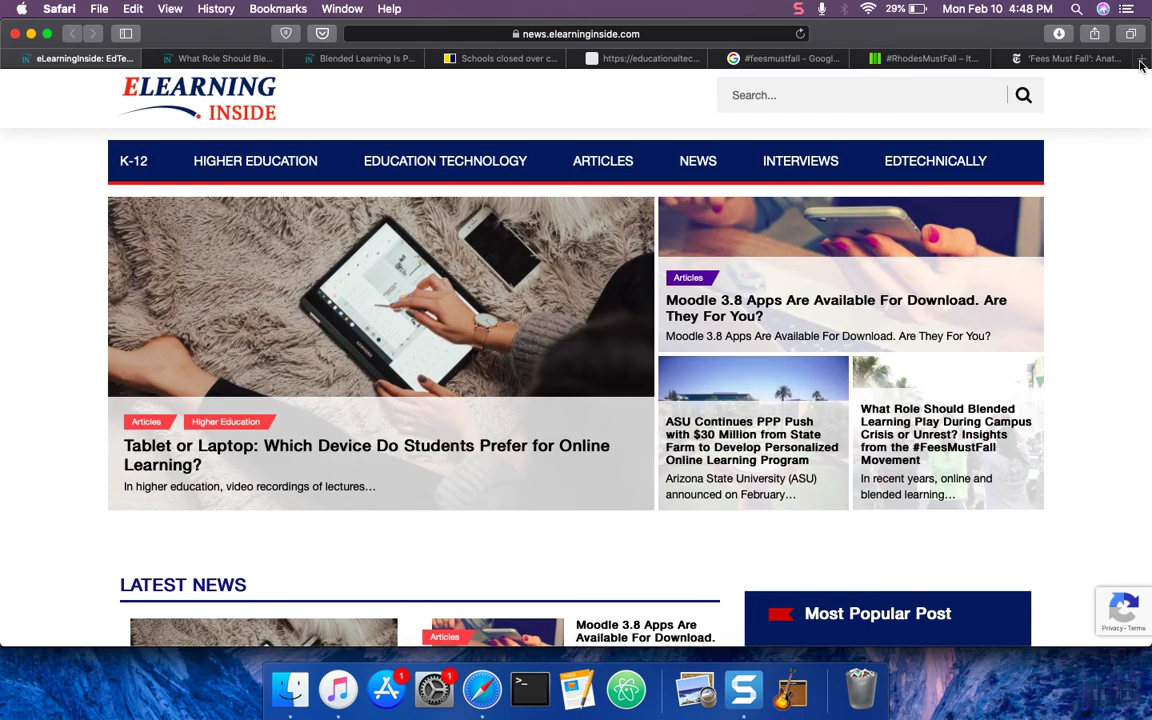 Safari File Edit View History Bookmarks Window Help 29% Mon Feb 10 4:48 PM
news.elearninginside.com
eLearningInside: EdTe... What Role Should Ble... Blended Learning Is P... Schools closed over c... https://educationaltec... #feesmustfall - Googl... #RhodesMustFall – It... 'Fees Must Fall': Anat...
ELEARNING
INSIDE
Search...
K-12 HIGHER EDUCATION EDUCATION TECHNOLOGY ARTICLES NEWS INTERVIEWS EDTECHNICALLY
Articles Higher Education
Tablet or Laptop: Which Device Do Students Prefer for Online
Learning?
In higher education, video recordings of lectures…
Articles
Moodle 3.8 Apps Are Available For Download. Are
They For You?
Moodle 3.8 Apps Are Available For Download. Are They For You?
ASU Continues PPP Push
with $30 Million from State
Farm to Develop Personalized
Online Learning Program
Arizona State University (ASU)
announced on February…
What Role Should Blended
Learning Play During Campus
Crisis or Unrest? Insights
from the #FeesMustFall
Movement
In recent years, online and
blended learning…
LATEST NEWS
Articles
Moodle 3.8 Apps Are
Available For Download.
Most Popular Post
Privacy - Terms
1
1